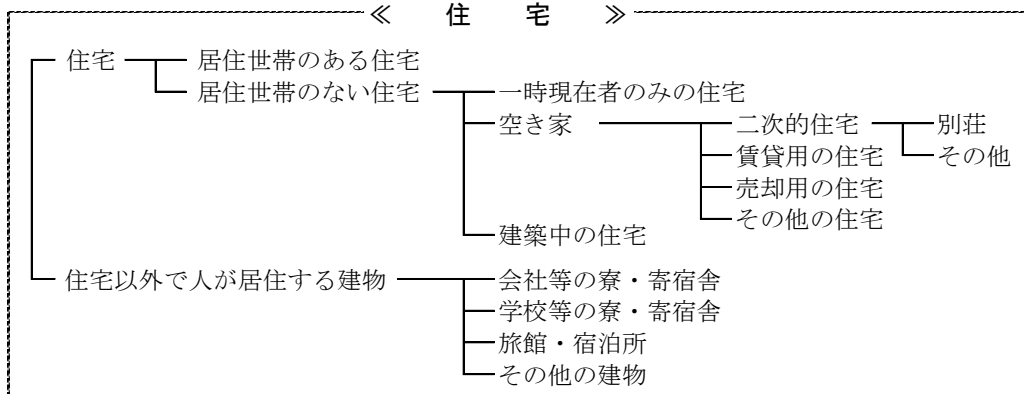 ≪ 住 宅 ≫
住宅 居住世帯のある住宅
居住世帯のない住宅 一時現在者のみの住宅
空き家 二次的住宅 別荘
賃貸用の住宅 その他
売却用の住宅
その他の住宅
建築中の住宅
住宅以外で人が居住する建物 会社等の寮・寄宿舎
学校等の寮・寄宿舎
旅館・宿泊所
その他の建物